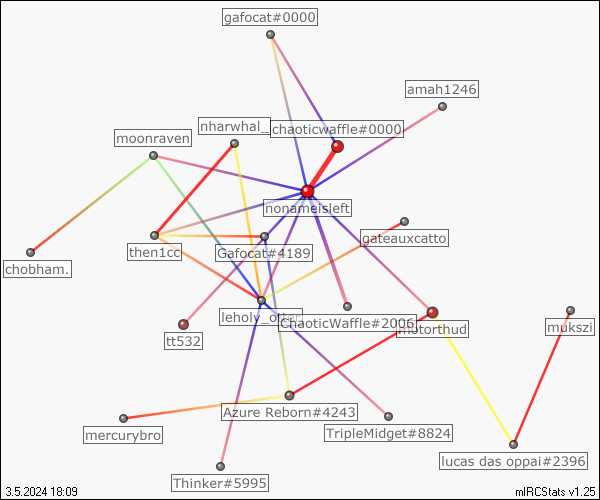 gafocat#0000
amah1246
nharwhal_
chaoticwaffle#0000
moonraven
nonameisleft
gateauxcatto
then1cc
Gafocat#4189
chobham.
ChaoticWaffle#2006
motorthud
mukszi
tt532
Azure Reborn#4243
mercurybro
TripleMidget#8824
lucas das oppai#2396
Thinker#5995
3.5.2024 18:09
mIRCStats v1.25